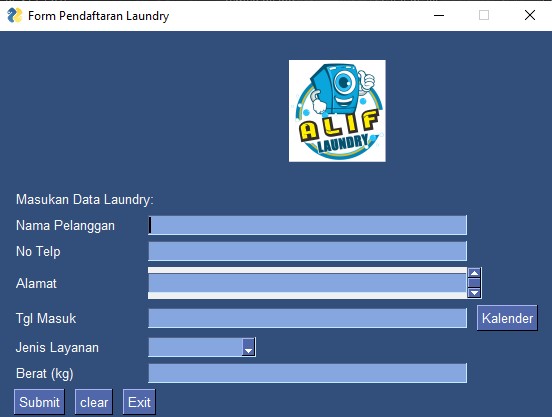 Form Pendaftaran Laundry
ALIF
LAUNDRY
Masukan Data Laundry:
Nama Pelanggan
No Telp
Alamat
Tgl Masuk
Kalender
Jenis Layanan
Berat (kg)
Submit clear Exit